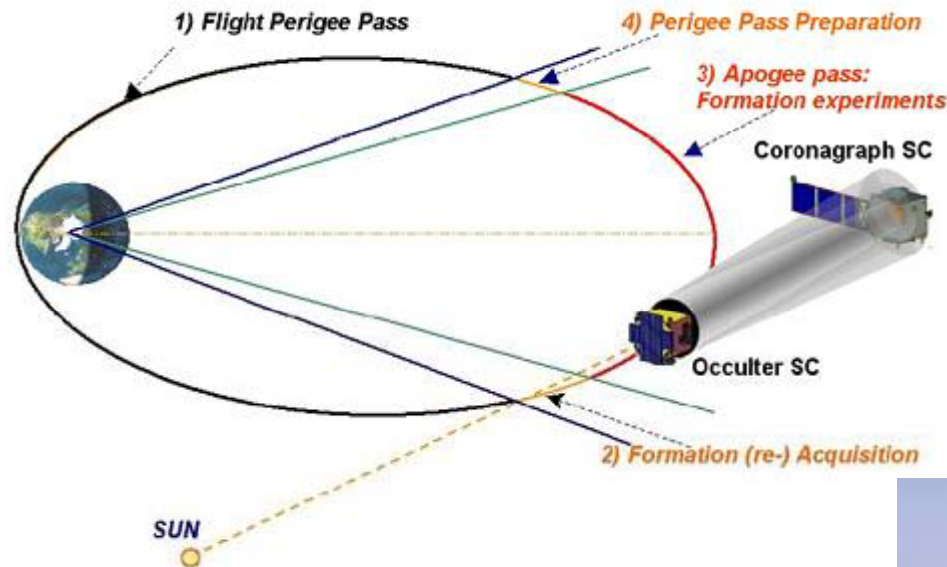 1) Flight Perigee Pass
4) Perigee Pass Preparation
3) Apogee pass:
Formation experiments
Coronagraph SC
Occulter SC
2) Formation (re-) Acquisition
SUN